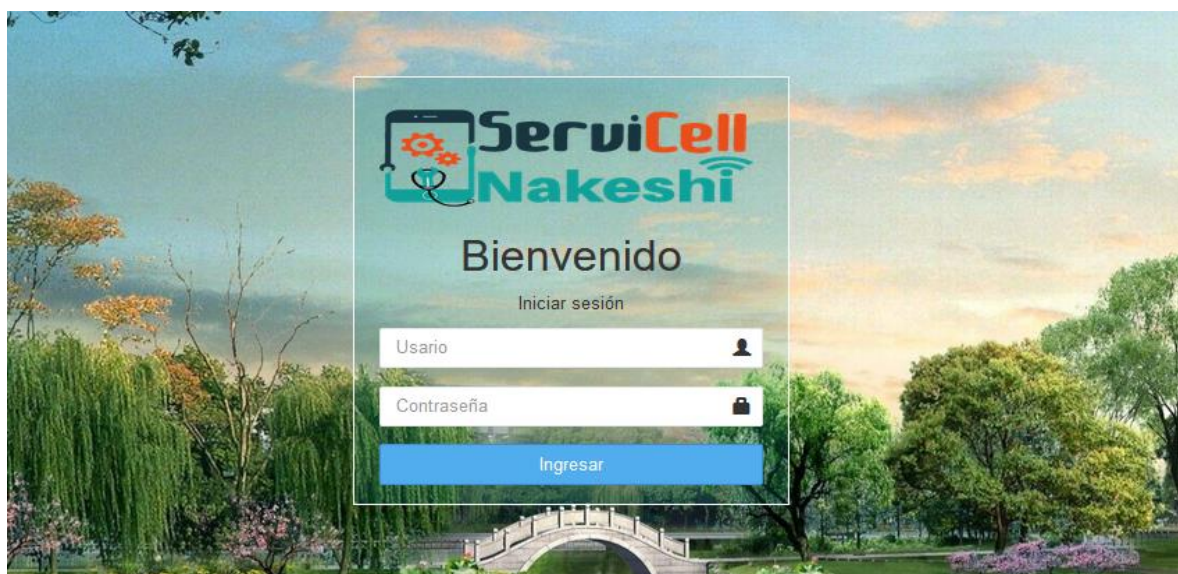 ServiCell
Nakeshi
Bienvenido
Iniciar sesión
Usario
Contraseña
Ingresar